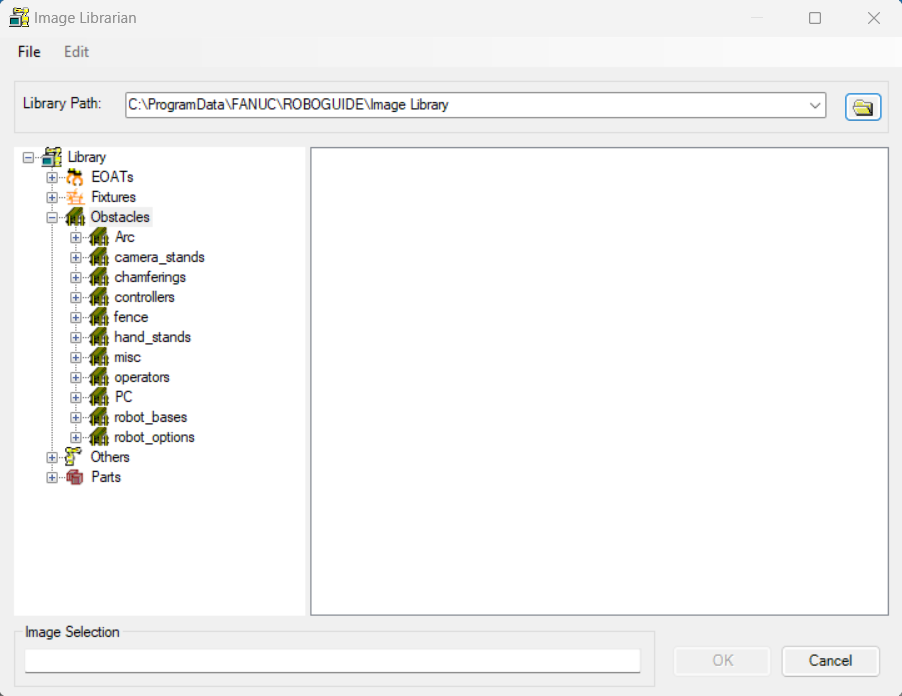 Image Librarian
File Edit
Library Path: C:\ProgramData\FANUC\ROBOGUIDE\Image Library
Library
EOATs
Fixtures
Obstacles
Arc
camera_stands
chamferings
controllers
fence
hand_stands
misc
operators
PC
robot_bases
robot_options
Others
Parts
Image Selection
OK Cancel